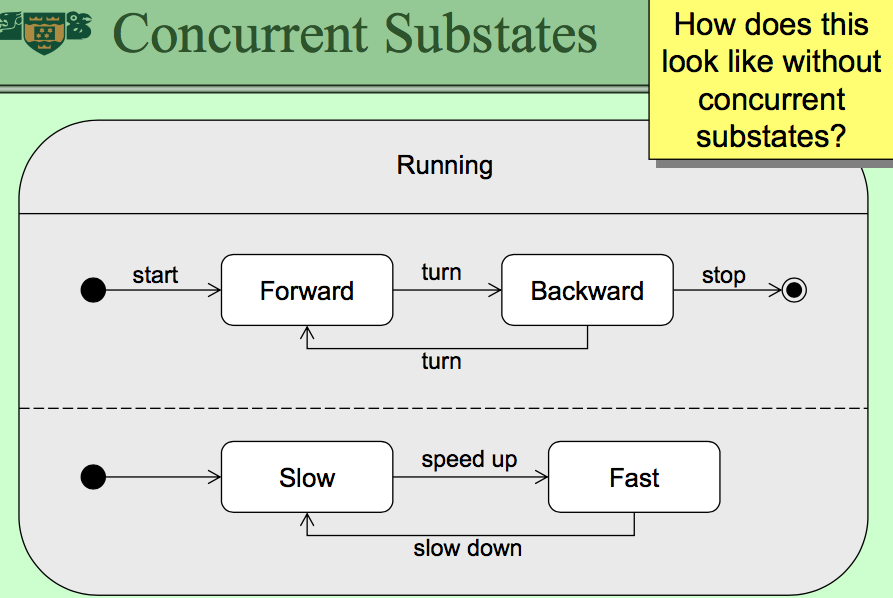 Concurrent Substates
How does this
look like without
concurrent
substates?
Running
start
Forward
turn
Backward
stop
turn
Slow
speed up
Fast
slow down